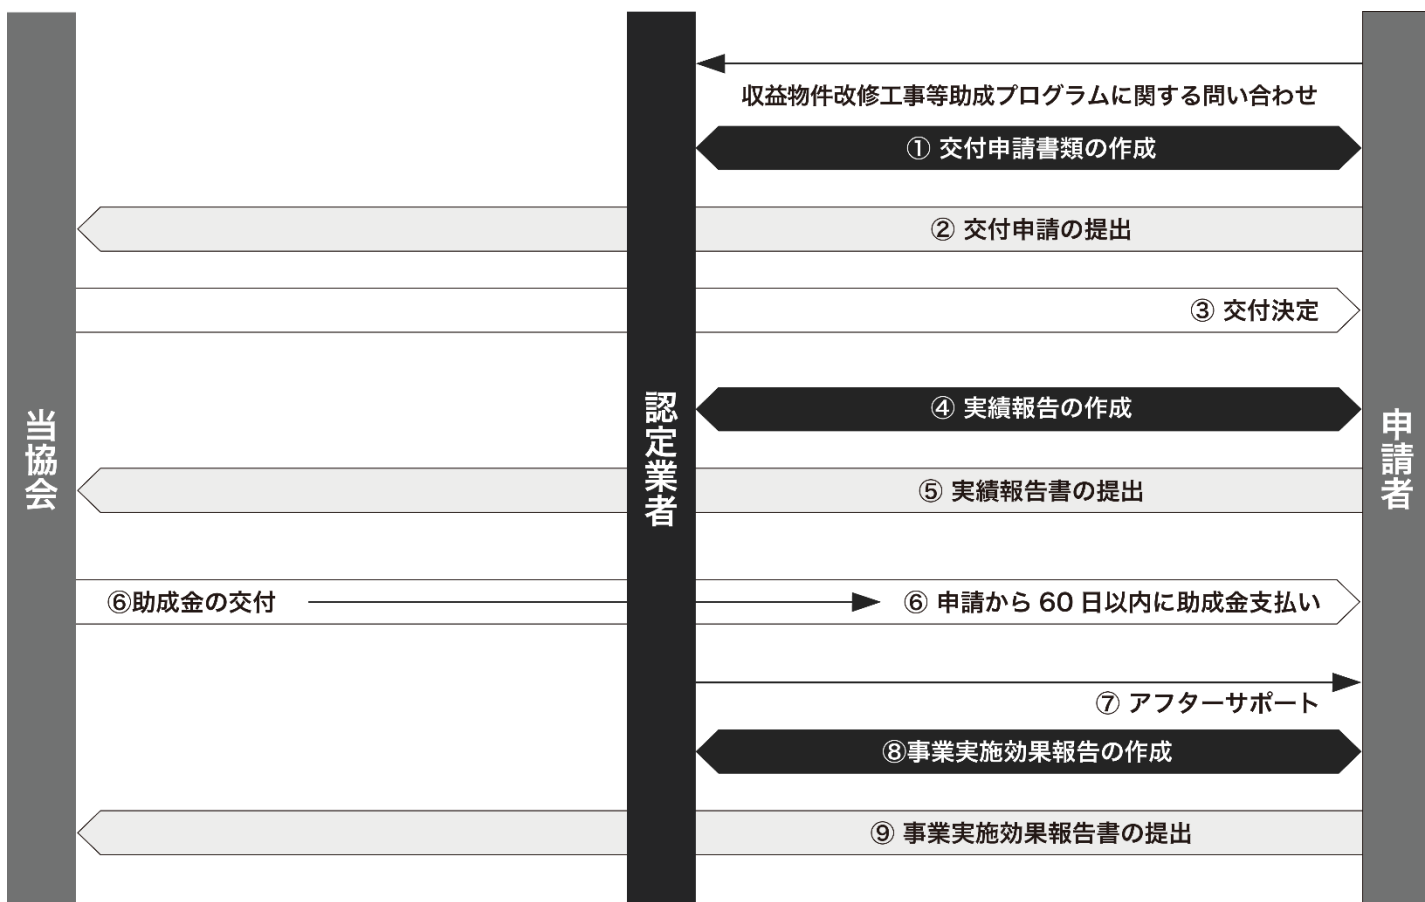 収益物件改修工事等助成プログラムに関する問い合わせ
① 交付申請書類の作成
② 交付申請の提出
③ 交付決定
当協会
認定業者
申請者
④ 実績報告の作成
⑤ 実績報告書の提出
⑥助成金の交付
⑥ 申請から 60 日以内に助成金支払い
⑦ アフターサポート
⑧事業実施効果報告の作成
⑨ 事業実施効果報告書の提出